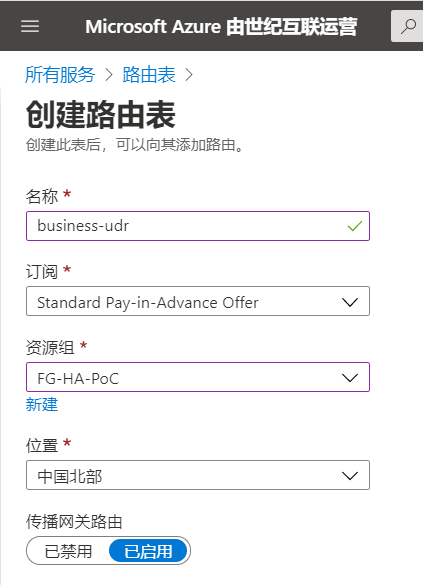 Microsoft Azure 由世纪互联运营
所有服务 > 路由表 >
创建路由表
创建此表后，可以向其添加路由。
名称 *
business-udr
订阅 *
Standard Pay-in-Advance Offer
资源组 *
FG-HA-PoC
新建
位置 *
中国北部
传播网关路由
已禁用 已启用